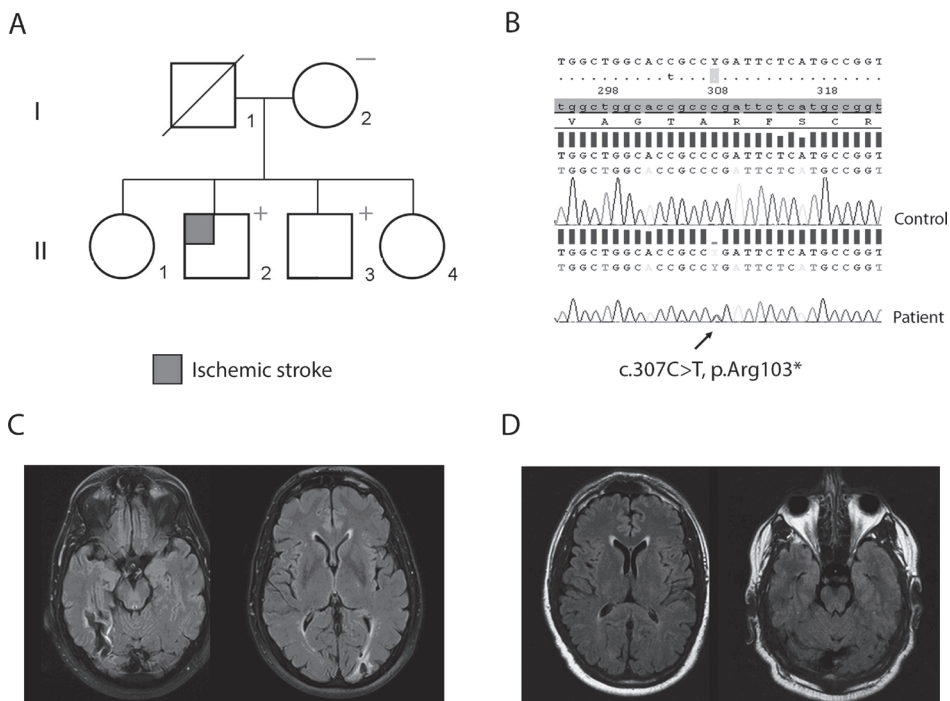 A
B
I
1
2
—
II
1
2
+
3
+
4
Ischemic stroke
TGGCTGGCACCGCCYGATTCTCATGCCGGT
. . . . . . . . . . t . . . . . . . . . . . . . . . . . .
298 308 318
tggctggcaccgcccgattctcatgccggt
V A G T A R F S C R
TGGCTGGCACCGCCCGATTCTCATGCCGGT
TGGCTGGCACCGCCCGATTCTCATGCCGGT
Control
TGGCTGGCACCGCCYGATTCTCATGCCGGT
TGGCTGGCACCGCCYGATTCTCATGCCGGT
Patient
c.307C>T, p.Arg103*
C
D